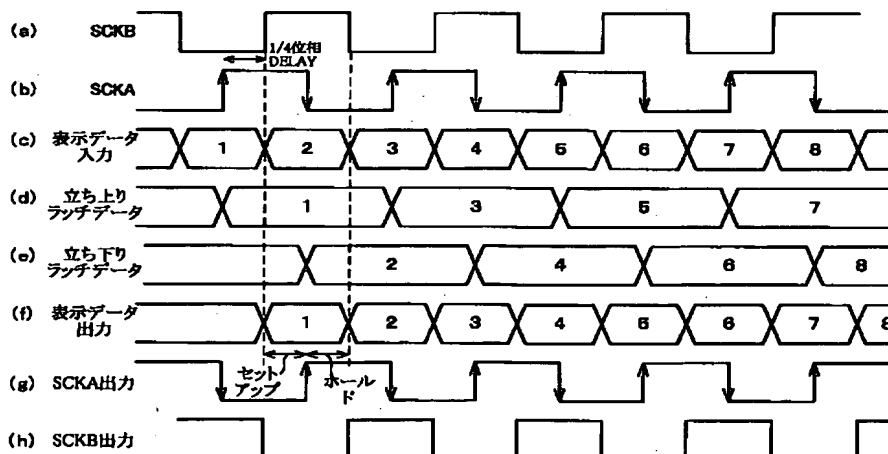 (a) SCKB
1/4位相
DELAY
(b) SCKA
(c) 表示データ
入力
1 2 3 4 5 6 7 8
(d) 立ち上り
ラッチデータ
1 3 5 7
(e) 立ち下り
ラッチデータ
2 4 6 8
(f) 表示データ
出力
1 2 3 4 5 6 7 8
セット
アップ
ホール
ド
(g) SCKA出力
(h) SCKB出力